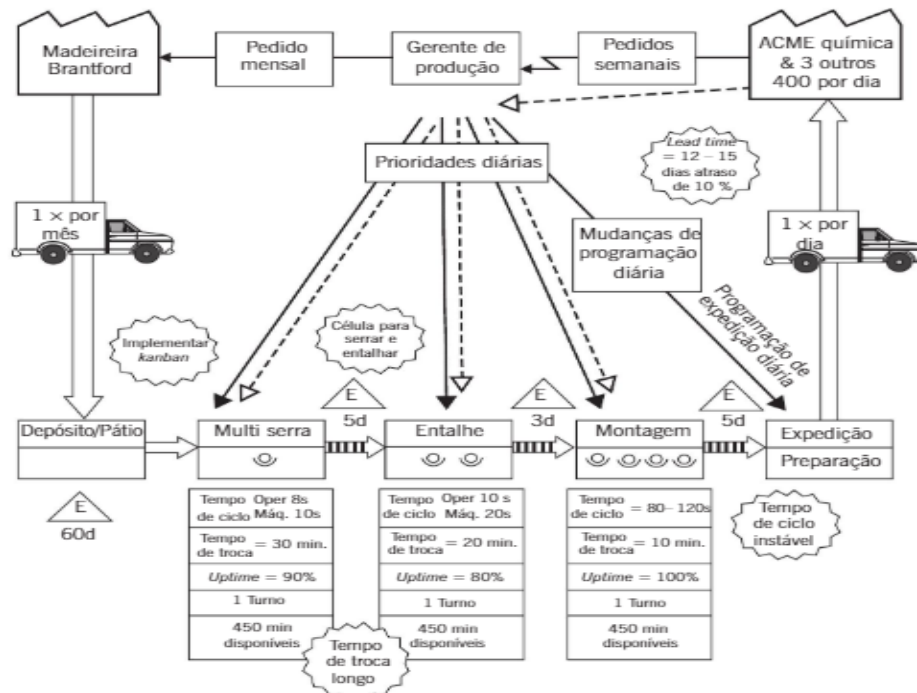 Madeireira
Brantford
Pedido
mensal
Gerente de
produção
Pedidos
semanais
ACME química
& 3 outros
400 por dia
Prioridades diárias
Lead time
= 12 – 15
dias atraso
de 10 %
1 × por
mês
Mudanças de
programação
diária
1 × por
dia
Programação de
expedição diária
Implementar
kanban
Célula para
serrar e
entalhar
E
5d
E
3d
E
5d
Depósito/Pátio
Multi serra
Entalhe
Montagem
Expedição
Preparação
E
60d
Tempo de ciclo Oper 8s Máq. 10s
Tempo de troca = 30 min.
Uptime = 90%
1 Turno
450 min
disponíveis
Tempo de ciclo Oper 10 s Máq. 20s
Tempo de troca = 20 min.
Uptime = 80%
1 Turno
450 min
disponíveis
Tempo de ciclo = 80– 120s
Tempo de troca = 10 min.
Uptime = 100%
1 Turno
450 min
disponíveis
Tempo
de ciclo
instável
Tempo
de troca
longo